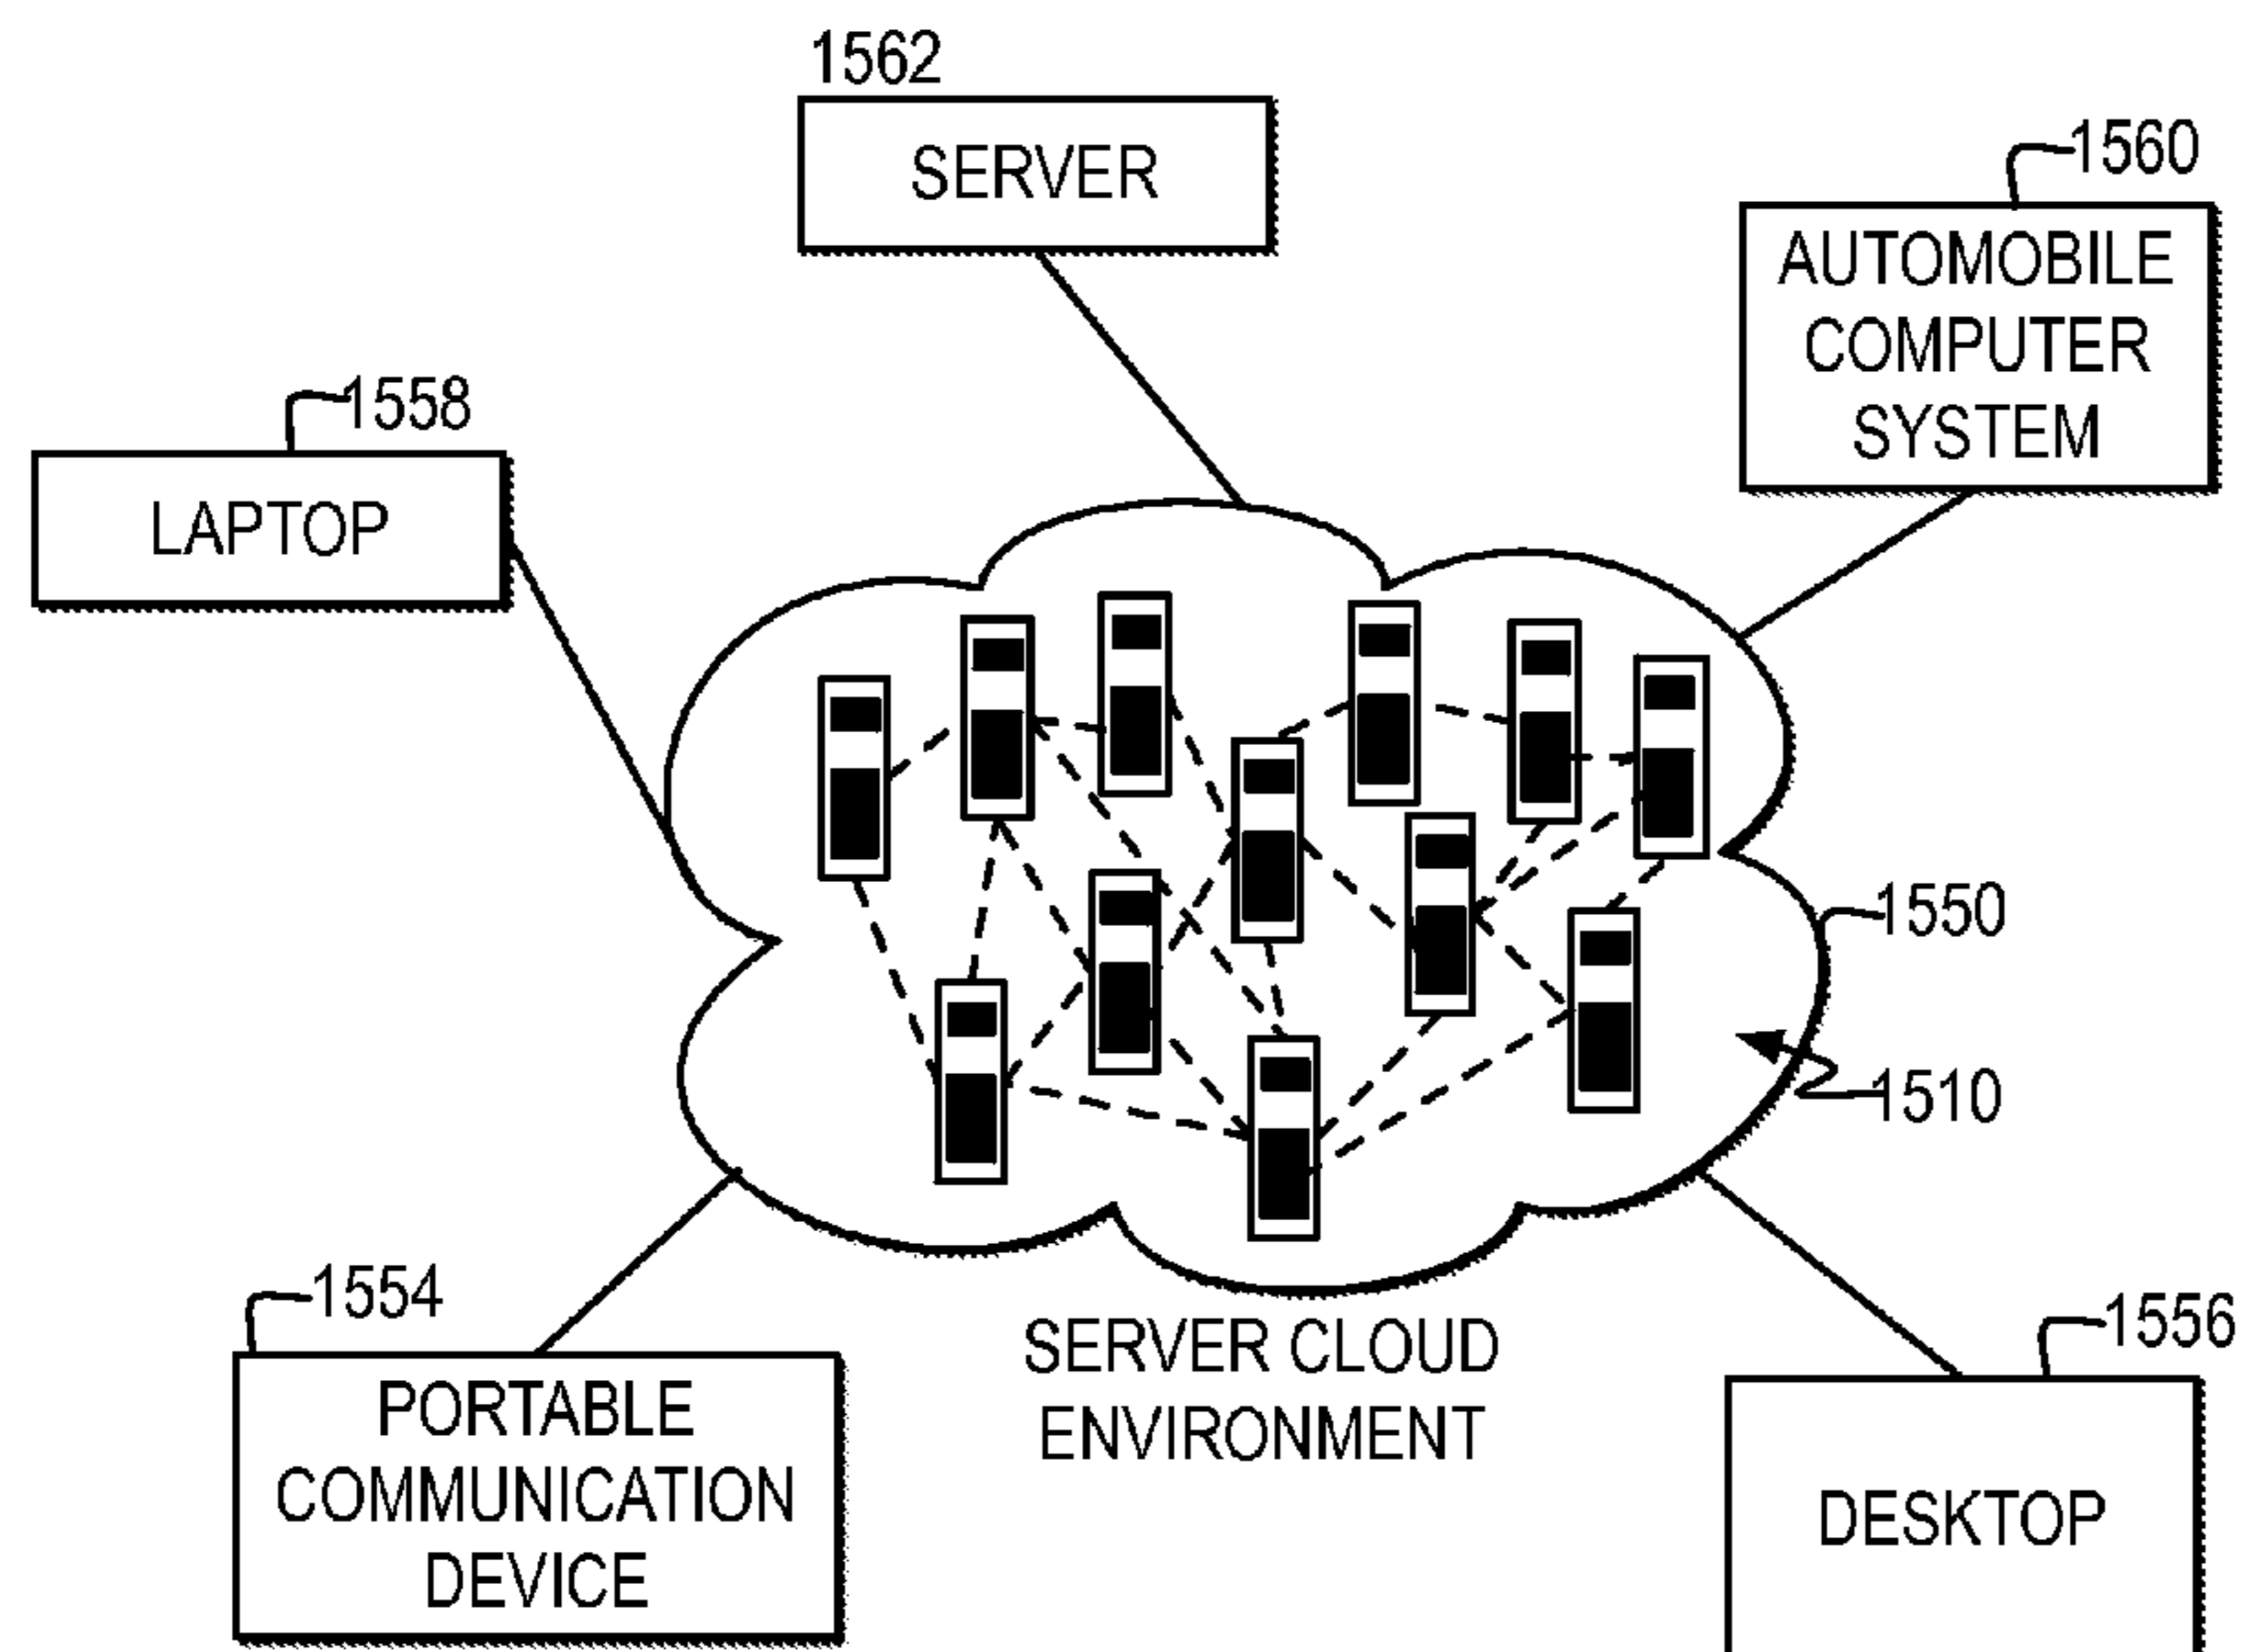 1562
SERVER
1560
AUTOMOBILE
COMPUTER
SYSTEM
1558
LAPTOP
1550
1510
1554
PORTABLE
COMMUNICATION
DEVICE
SERVER CLOUD
ENVIRONMENT
1556
DESKTOP